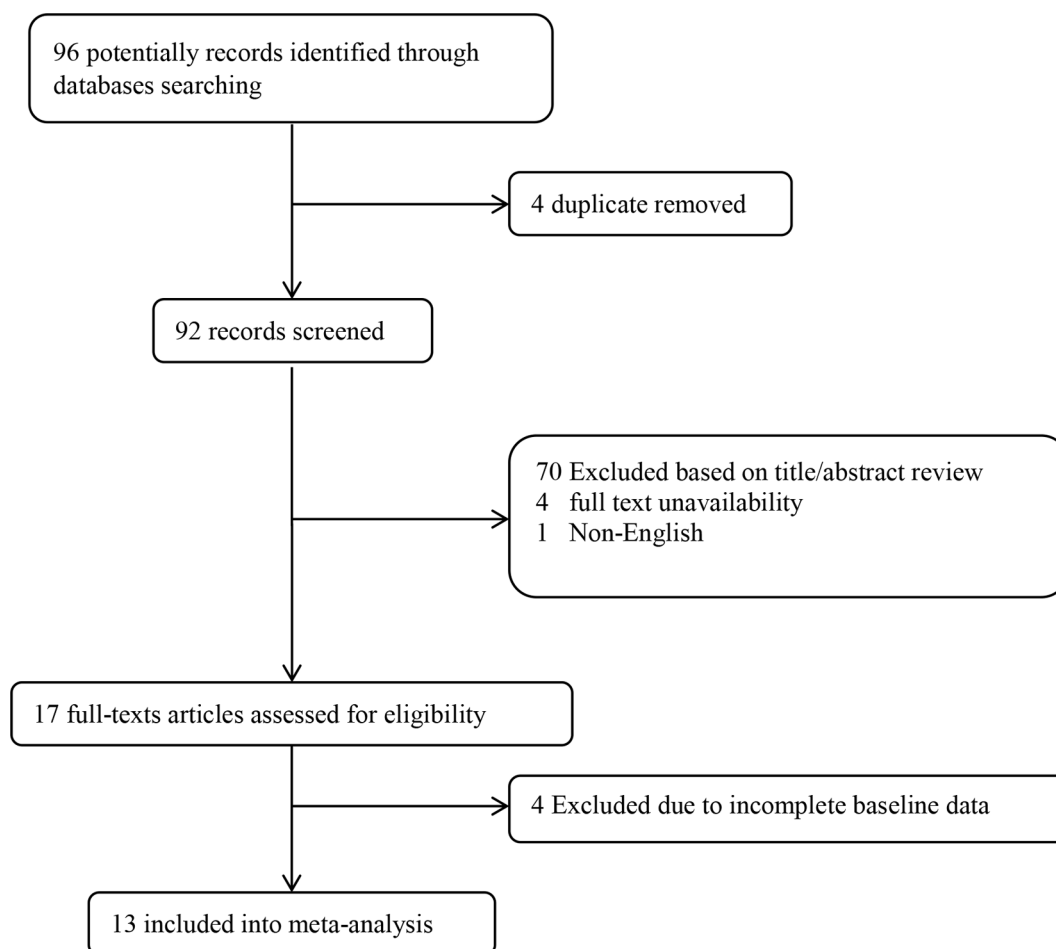 96 potentially records identified through
databases searching
4 duplicate removed
92 records screened
70 Excluded based on title/abstract review
4 full text unavailability
1 Non-English
17 full-texts articles assessed for eligibility
4 Excluded due to incomplete baseline data
13 included into meta-analysis